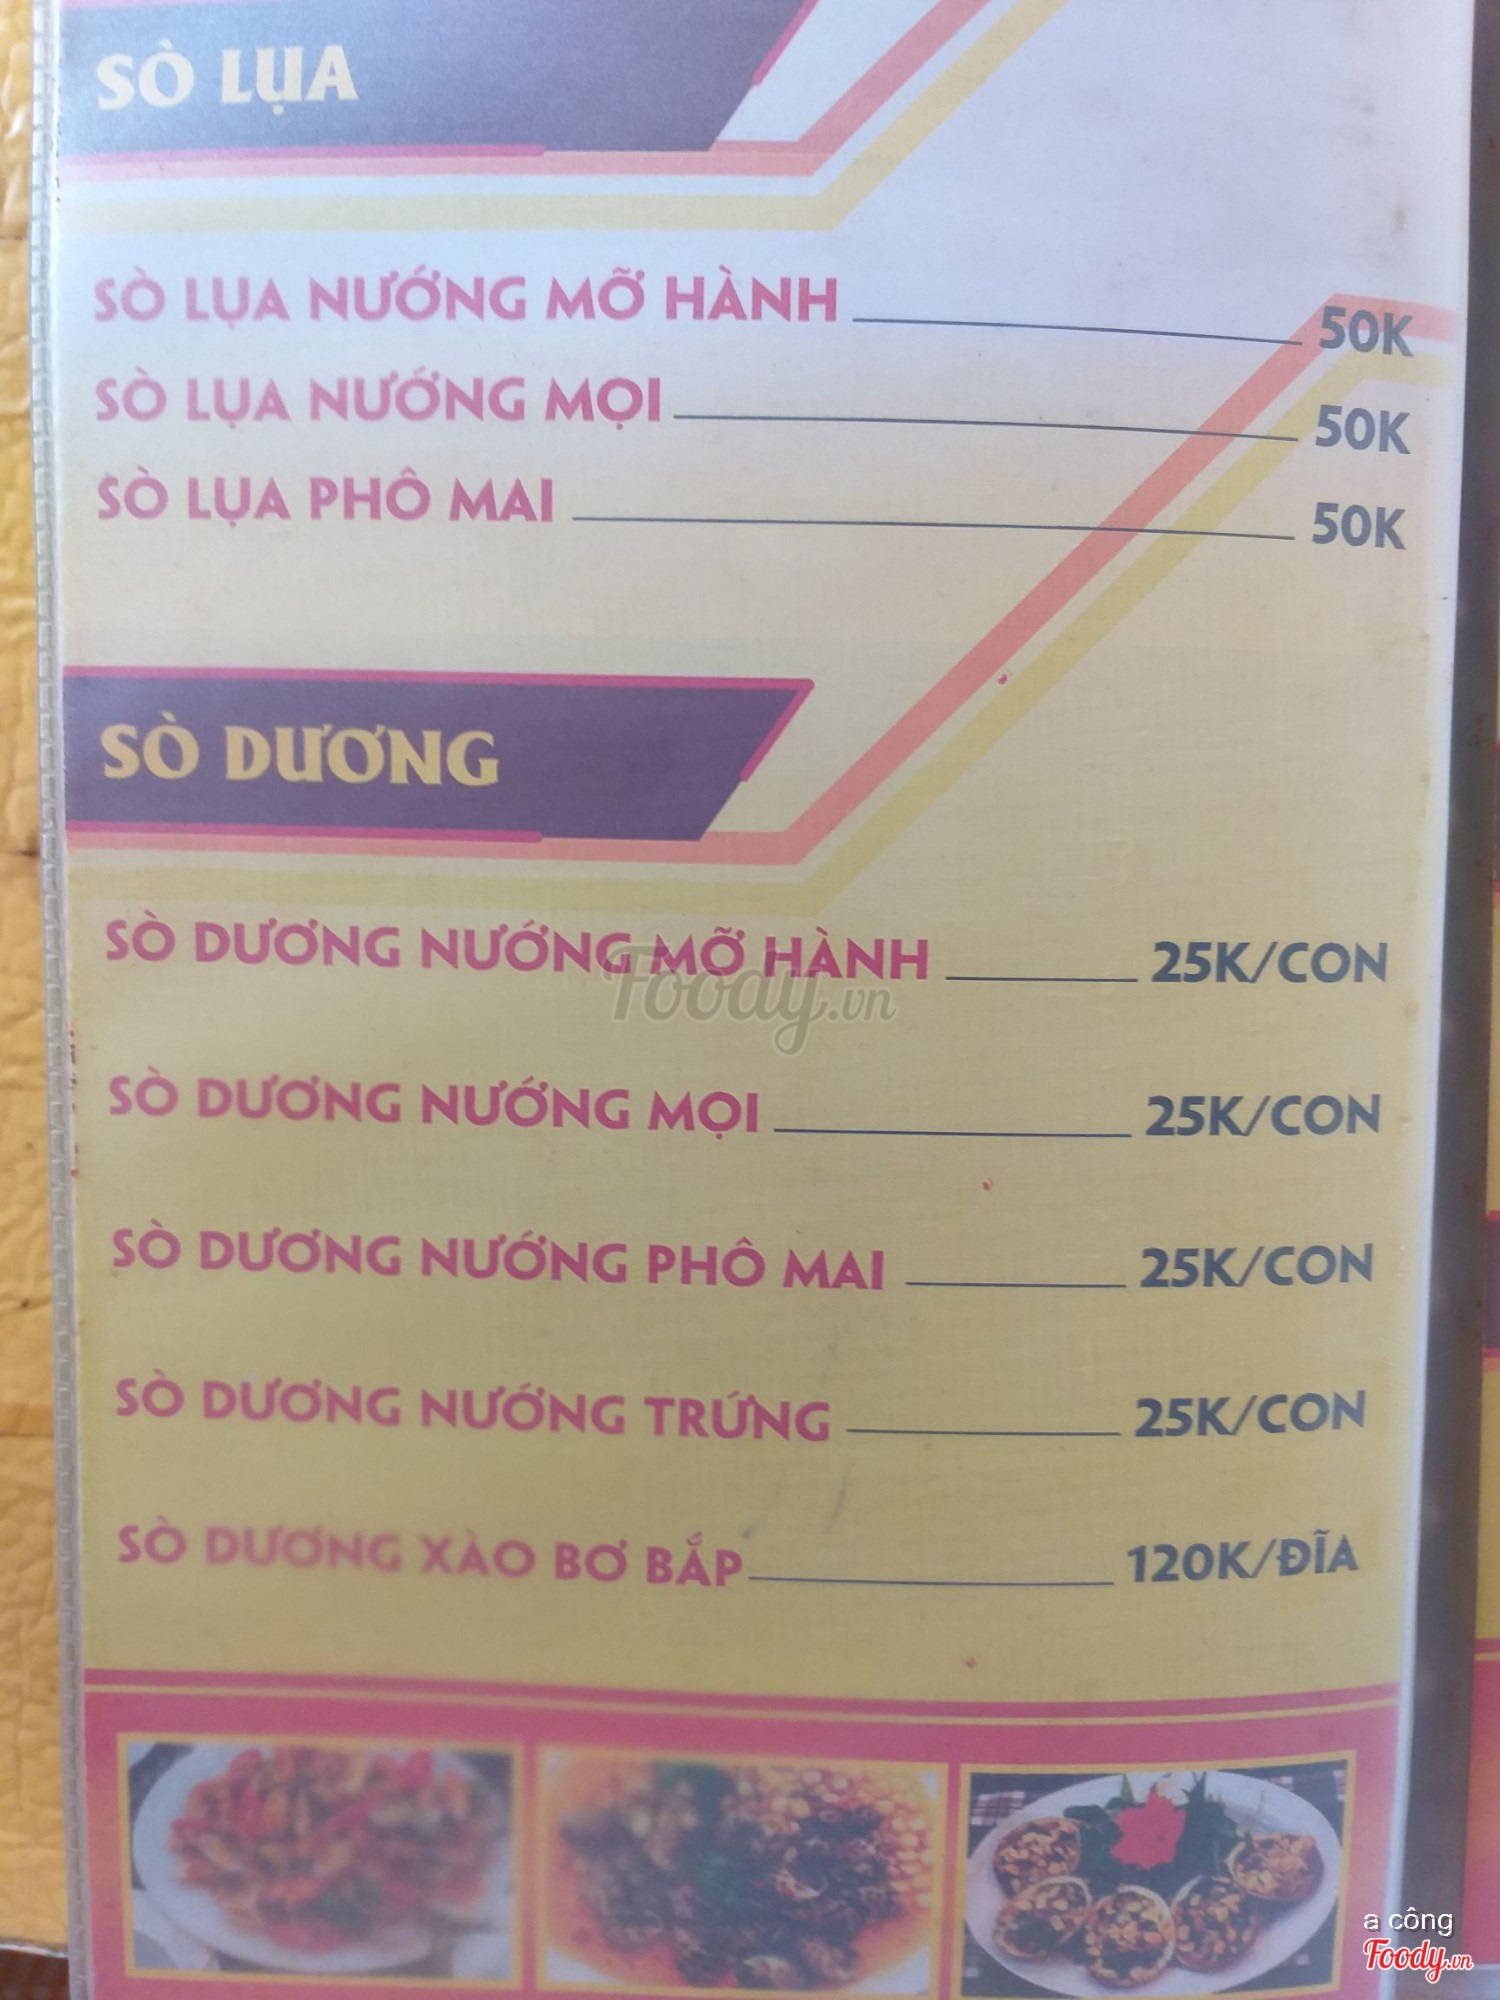 SÒ LỤA
SÒ LỤA NƯỚNG MỠ HÀNH 50K
SÒ LỤA NƯỚNG MỌI 50K
SÒ LỤA PHÔ MAI 50K
SÒ DƯƠNG
SÒ DƯƠNG NƯỚNG MỠ HÀNH 25K/CON
Foody.vn
SÒ DƯƠNG NƯỚNG MỌI 25K/CON
SÒ DƯƠNG NƯỚNG PHÔ MAI 25K/CON
SÒ DƯƠNG NƯỚNG TRỨNG 25K/CON
SÒ DƯƠNG XÀO BƠ BẮP 120K/ĐĨA
a công
Foody.vn